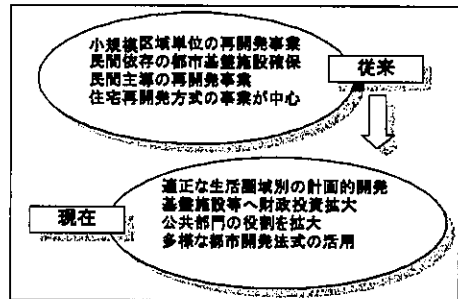 小規模区域単位の再開発事業
民間依存の都市基盤施設確保
民間主導の再開発事業
住宅再開発方式の事業が中心
従来
適正な生活圏域別の計画的開発
基盤施設等へ財政投資拡大
公共部門の役割を拡大
多様な都市開発法式の活用
現在